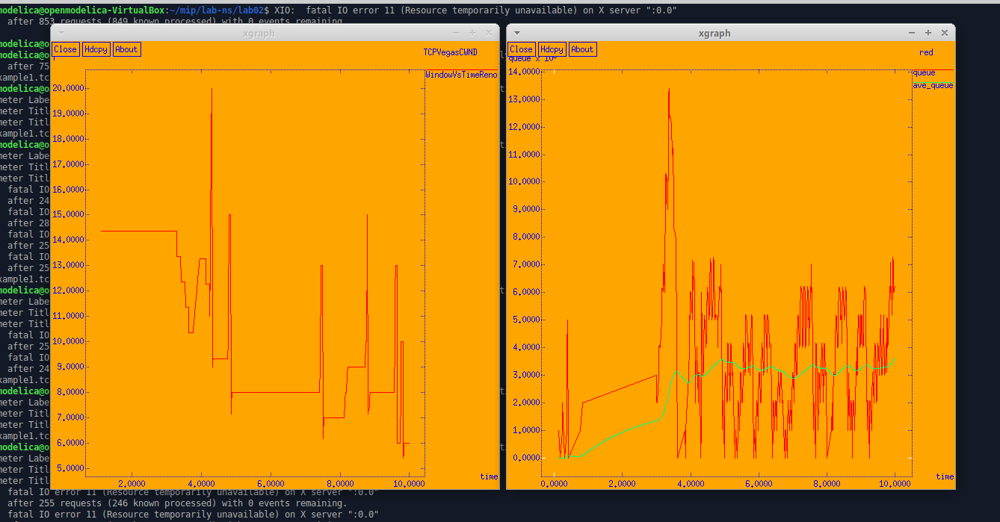 modelica@openmodelica-VirtualBox:~/mip/lab-ns/lab02$ XIO:  fatal IO error 11 (Resource temporarily unavailable) on X server ":0.0"
after 853 requests (849 known processed) with 0 events remaining.
modelica@o
modelica@o
after 75
xample1.tc
modelica@o
meter Labe
meter Titl
meter Titl
xample1.tc
modelica@o
meter Labe
meter Titl
meter Titl
fatal IO
after 24
fatal IO
after 28
fatal IO
after 25
fatal IO
after 25
xample1.tc
modelica@o
meter Labe
meter Titl
meter Titl
fatal IO
after 25
fatal IO
after 24
xample1.tc
modelica@o
meter Labe
meter Titl
meter Titl
xample1.tc
modelica@o
meter Labe
meter Titl
meter Titl
fatal IO error 11 (Resource temporarily unavailable) on X server ":0.0"
after 255 requests (246 known processed) with 0 events remaining.
fatal IO error 11 (Resource temporarily unavailable) on X server ":0.0"
xgraph
Close Hdcpy About
TCPVegasCWND
WindowVsTimeReno
20.0000
19.0000
18.0000
17.0000
16.0000
15.0000
14.0000
13.0000
12.0000
11.0000
10.0000
9.0000
8.0000
7.0000
6.0000
5.0000
time
2.0000 4.0000 6.0000 8.0000 10.0000
xgraph
Close Hdcpy About
red
queue x 10
queue
ave_queue
14.0000
13.0000
12.0000
11.0000
10.0000
9.0000
8.0000
7.0000
6.0000
5.0000
4.0000
3.0000
2.0000
1.0000
0.0000
time
0.0000 2.0000 4.0000 6.0000 8.0000 10.0000